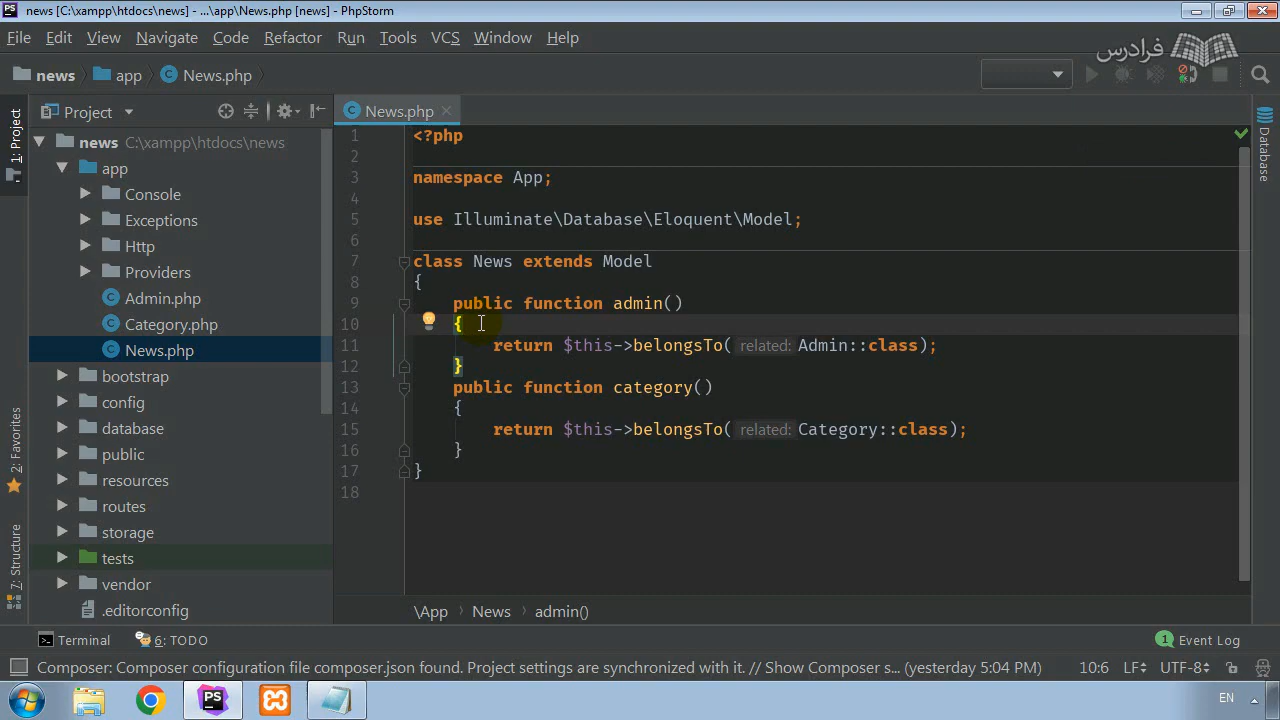 news [C:\xampp\htdocs\news] - ...\app\News.php [news] - PhpStorm
File Edit View Navigate Code Refactor Run Tools VCS Window Help
فرادرس
news app News.php
Project News.php
1: Project
news C:\xampp\htdocs\news
app
Console
Exceptions
Http
Providers
Admin.php
Category.php
News.php
bootstrap
config
database
public
resources
routes
storage
tests
vendor
.editorconfig
2: Favorites
7: Structure
Database
1 <?php
2
3 namespace App;
4
5 use Illuminate\Database\Eloquent\Model;
6
7 class News extends Model
8 {
9 public function admin()
10 {
11 return $this->belongsTo( related: Admin::class);
12 }
13 public function category()
14 {
15 return $this->belongsTo( related: Category::class);
16 }
17 }
18
\App News admin()
Terminal 6: TODO 1 Event Log
Composer: Composer configuration file composer.json found. Project settings are synchronized with it. // Show Composer s... (yesterday 5:04 PM) 10:6 LF UTF-8
PS EN